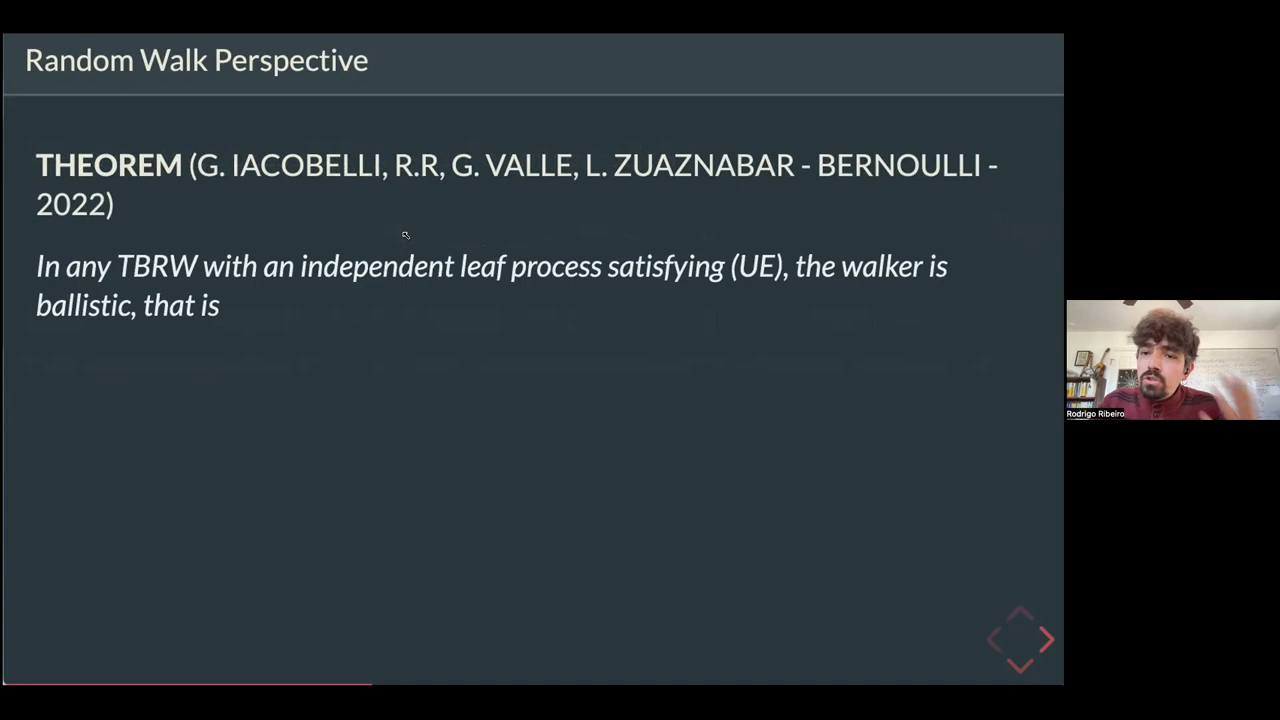 Random Walk Perspective
THEOREM (G. IACOBELLI, R.R, G. VALLE, L. ZUAZNABAR - BERNOULLI -
2022)
In any TBRW with an independent leaf process satisfying (UE), the walker is
ballistic, that is
Rodrigo Ribeiro